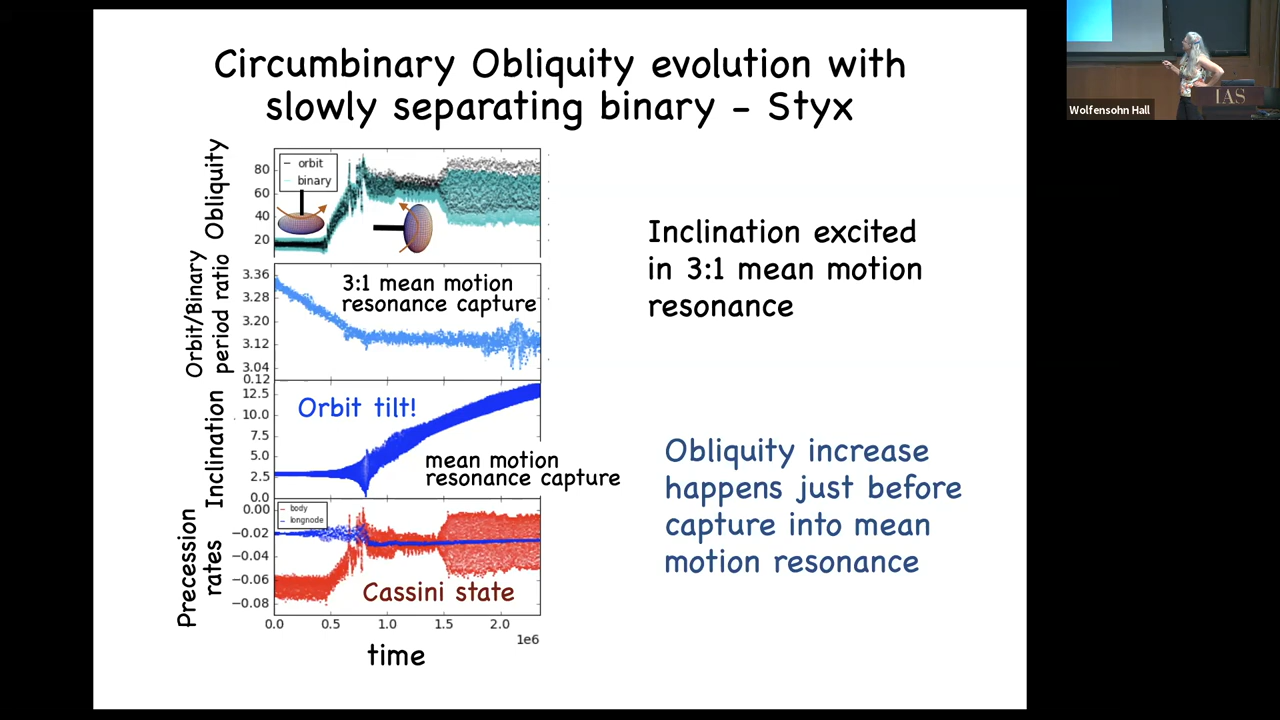 Circumbinary Obliquity evolution with
slowly separating binary – Styx
Obliquity
80
60
40
20
orbit
binary
Orbit/Binary
period ratio
3.36
3.28
3.20
3.12
3.04
3:1 mean motion
resonance capture
Inclination
0.12
12.5
10.0
7.5
5.0
2.5
0.0
Orbit tilt!
mean motion
resonance capture
Precession
rates
0.00
−0.02
−0.04
−0.06
−0.08
body
longnode
Cassini state
0.0 0.5 1.0 1.5 2.0
1e6
time
Inclination excited
in 3:1 mean motion
resonance
Obliquity increase
happens just before
capture into mean
motion resonance
Wolfensohn Hall
IAS